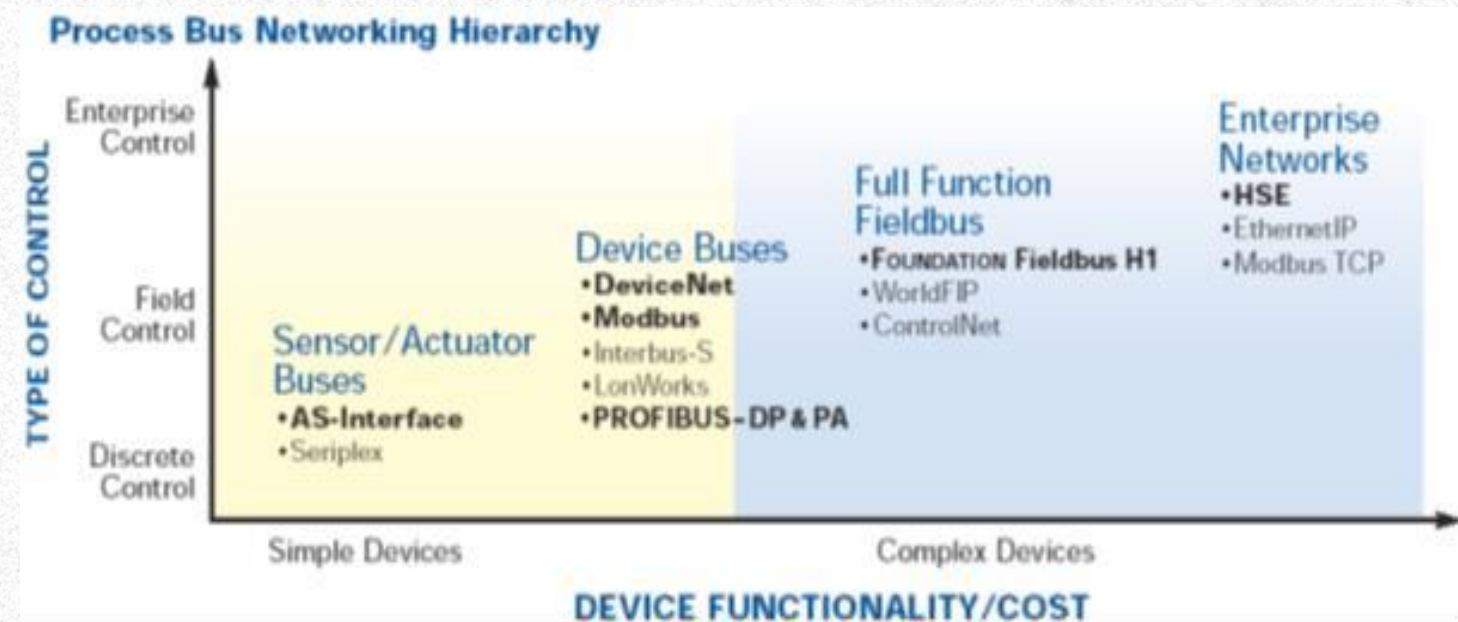 Process Bus Networking Hierarchy
TYPE OF CONTROL
Enterprise
Control
Field
Control
Discrete
Control
Sensor/Actuator
Buses
•AS-Interface
•Seriplex
Device Buses
•DeviceNet
•Modbus
•Interbus-S
•LonWorks
•PROFIBUS-DP & PA
Full Function
Fieldbus
•FOUNDATION Fieldbus H1
•WorldFIP
•ControlNet
Enterprise
Networks
•HSE
•EthernetIP
•Modbus TCP
Simple Devices
Complex Devices
DEVICE FUNCTIONALITY/COST